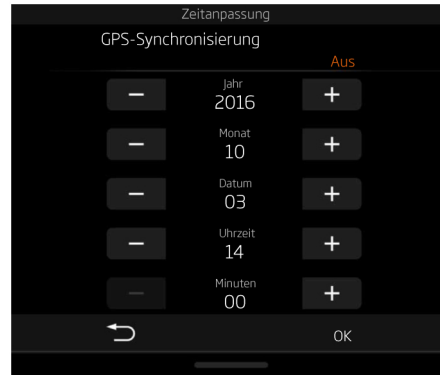 Zeitanpassung
GPS-Synchronisierung
Aus
Jahr
2016
Monat
10
Datum
03
Uhrzeit
14
Minuten
00
OK